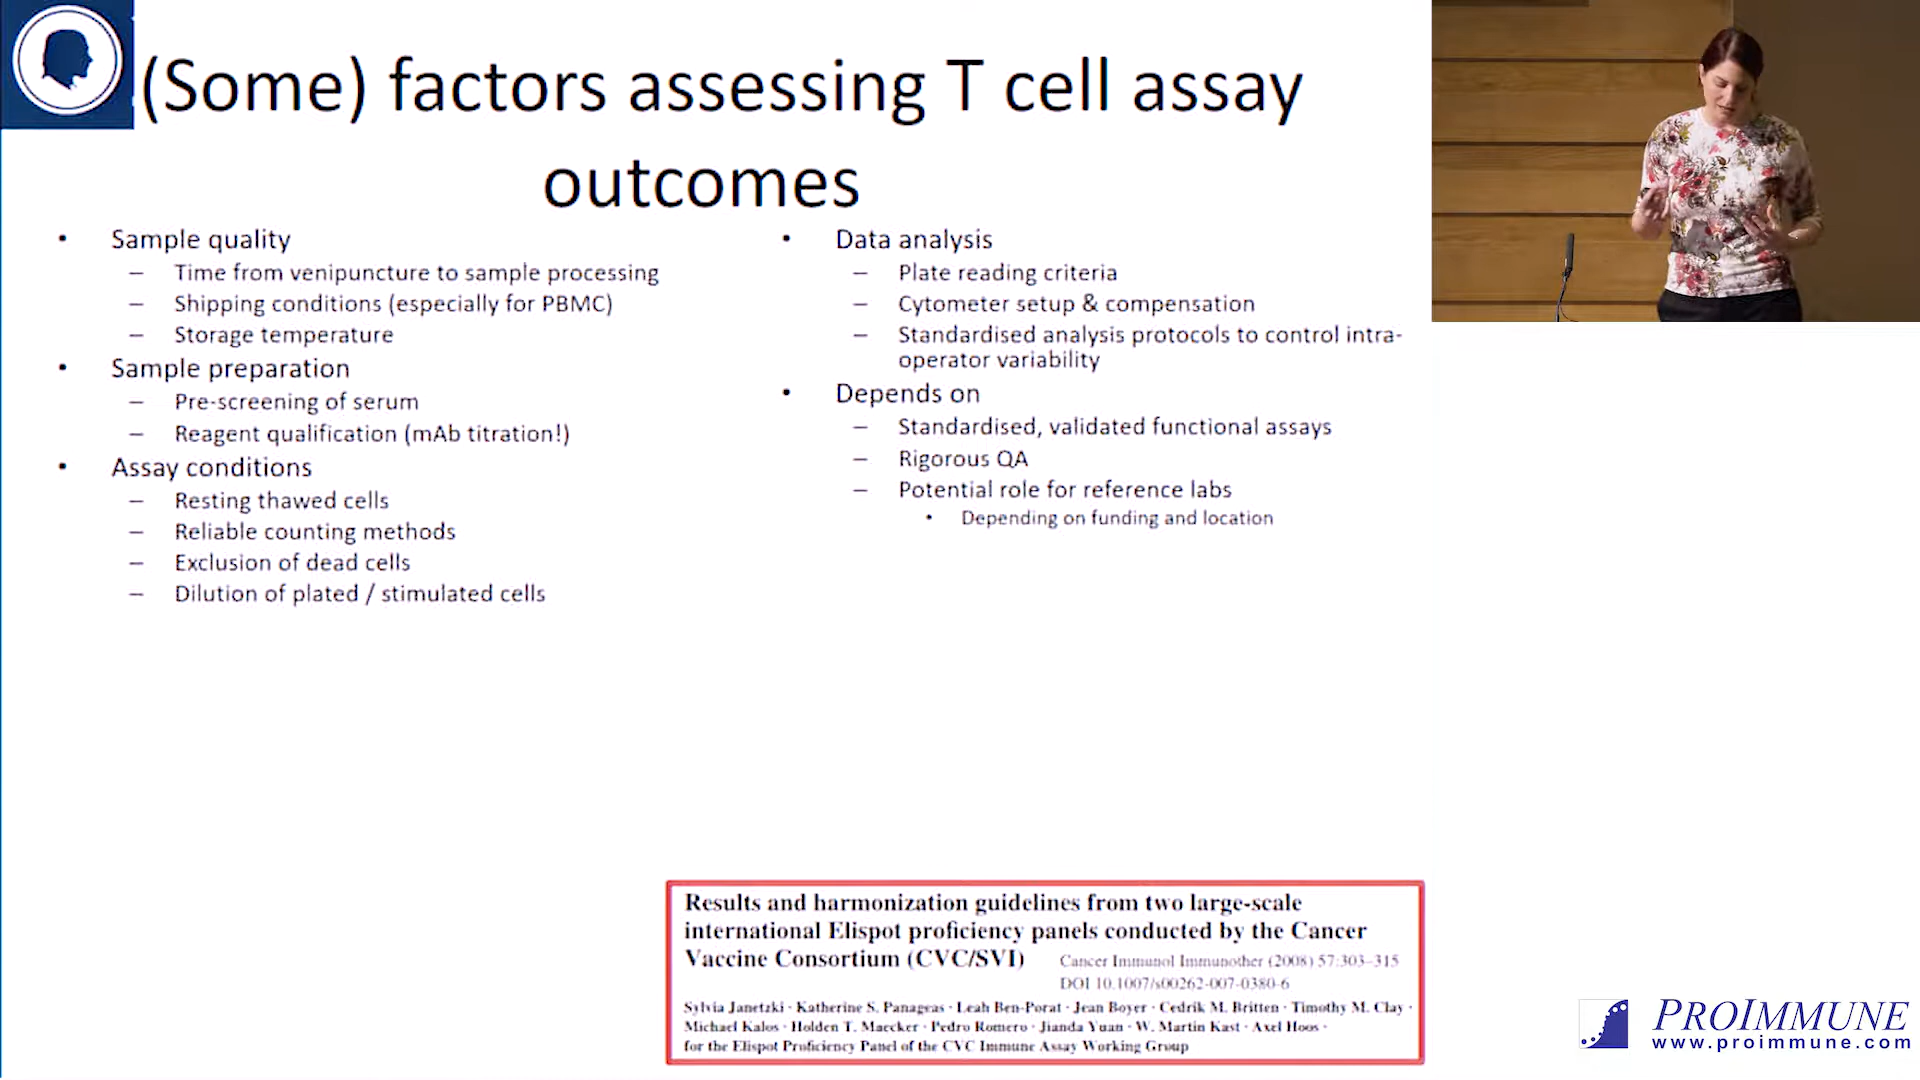 (Some) factors assessing T cell assay
outcomes
• Sample quality
– Time from venipuncture to sample processing
– Shipping conditions (especially for PBMC)
– Storage temperature
• Sample preparation
– Pre-screening of serum
– Reagent qualification (mAb titration!)
• Assay conditions
– Resting thawed cells
– Reliable counting methods
– Exclusion of dead cells
– Dilution of plated / stimulated cells
• Data analysis
– Plate reading criteria
– Cytometer setup & compensation
– Standardised analysis protocols to control intra-
operator variability
• Depends on
– Standardised, validated functional assays
– Rigorous QA
– Potential role for reference labs
• Depending on funding and location
Results and harmonization guidelines from two large-scale
international Elispot proficiency panels conducted by the Cancer
Vaccine Consortium (CVC/SVI)
Cancer Immunol Immunother (2008) 57:303–315
DOI 10.1007/s00262-007-0380-6
Sylvia Janetzki · Katherine S. Panageas · Leah Ben-Porat · Jean Boyer · Cedrik M. Britten · Timothy M. Clay ·
Michael Kalos · Holden T. Maecker · Pedro Romero · Jianda Yuan · W. Martin Kast · Axel Hoos ·
for the Elispot Proficiency Panel of the CVC Immune Assay Working Group
PROIMMUNE
www.proimmune.com